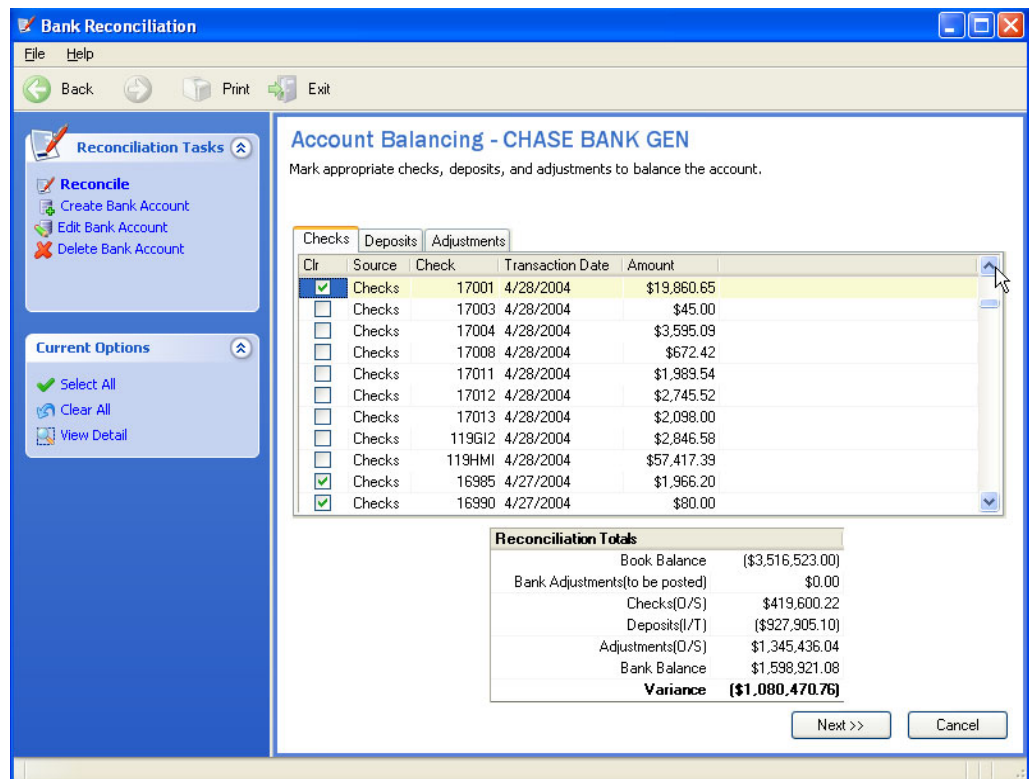 Bank Reconciliation
File Help
Back Print Exit
Reconciliation Tasks
Reconcile
Create Bank Account
Edit Bank Account
Delete Bank Account
Current Options
Select All
Clear All
View Detail
Account Balancing - CHASE BANK GEN
Mark appropriate checks, deposits, and adjustments to balance the account.
Checks Deposits Adjustments
Clr Source Check Transaction Date Amount
Checks 17001 4/28/2004 $19,860.65
Checks 17003 4/28/2004 $45.00
Checks 17004 4/28/2004 $3,595.09
Checks 17008 4/28/2004 $672.42
Checks 17011 4/28/2004 $1,989.54
Checks 17012 4/28/2004 $2,745.52
Checks 17013 4/28/2004 $2,098.00
Checks 119GI2 4/28/2004 $2,846.58
Checks 119HMI 4/28/2004 $57,417.39
Checks 16985 4/27/2004 $1,966.20
Checks 16990 4/27/2004 $80.00
Reconciliation Totals
Book Balance ($3,516,523.00)
Bank Adjustments(to be posted) $0.00
Checks(O/S) $419,600.22
Deposits(I/T) ($927,905.10)
Adjustments(O/S) $1,345,436.04
Bank Balance $1,598,921.08
Variance ($1,080,470.76)
Next >> Cancel